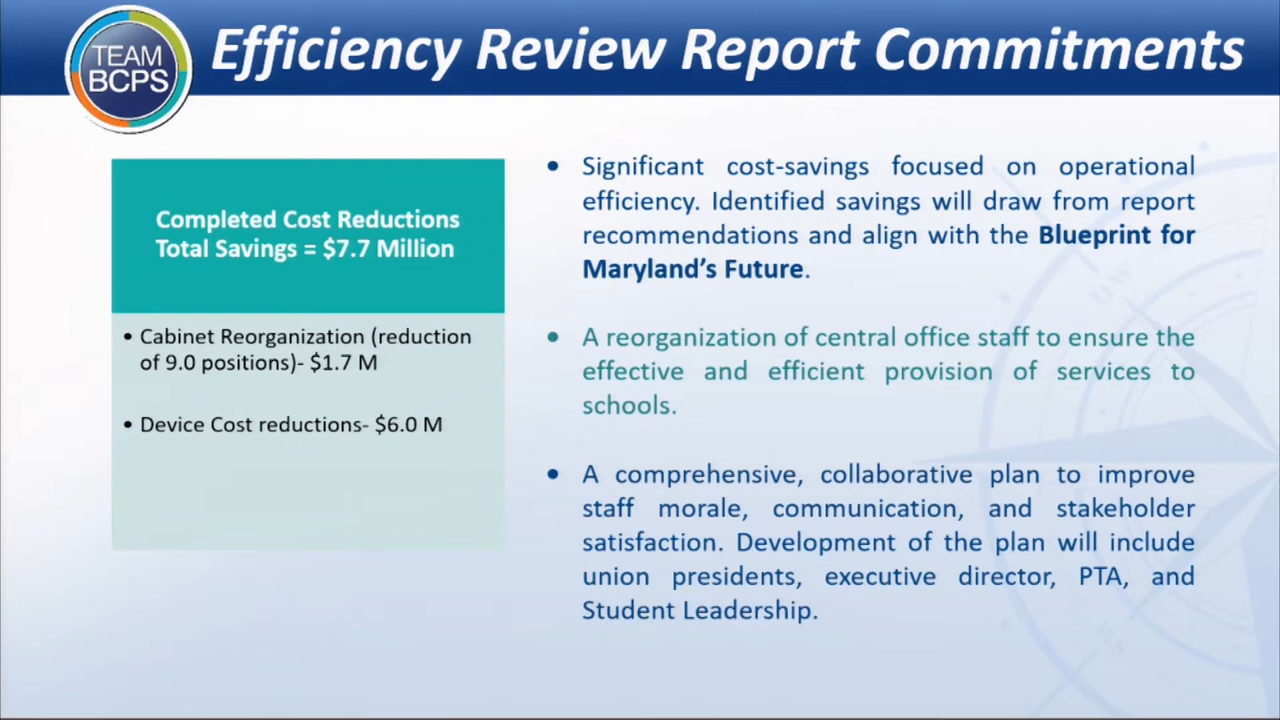 TEAM
BCPS
Efficiency Review Report Commitments
Completed Cost Reductions
Total Savings = $7.7 Million
• Cabinet Reorganization (reduction
of 9.0 positions)- $1.7 M
• Device Cost reductions- $6.0 M
• Significant cost-savings focused on operational
efficiency. Identified savings will draw from report
recommendations and align with the Blueprint for
Maryland’s Future.
• A reorganization of central office staff to ensure the
effective and efficient provision of services to
schools.
• A comprehensive, collaborative plan to improve
staff morale, communication, and stakeholder
satisfaction. Development of the plan will include
union presidents, executive director, PTA, and
Student Leadership.